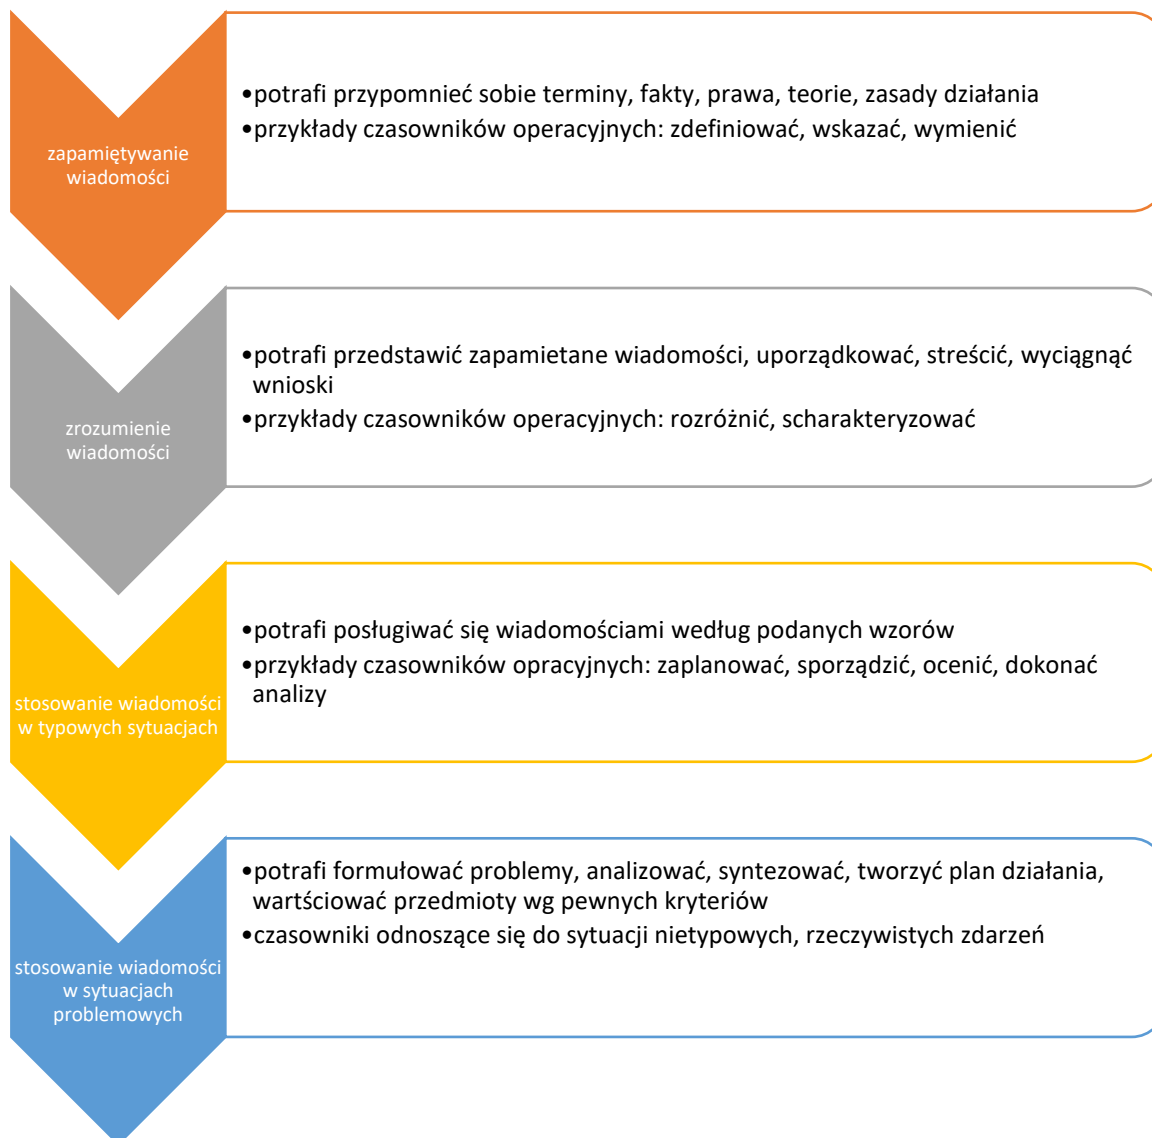 zapamiętywanie
wiadomości
•potrafi przypomnieć sobie terminy, fakty, prawa, teorie, zasady działania
•przykłady czasowników operacyjnych: zdefiniować, wskazać, wymienić
zrozumienie
wiadomości
•potrafi przedstawić zapamietane wiadomości, uporządkować, streścić, wyciągnąć
wnioski
•przykłady czasowników operacyjnych: rozróżnić, scharakteryzować
stosowanie wiadomości
w typowych sytuacjach
•potrafi posługiwać się wiadomościami według podanych wzorów
•przykłady czasowników opracyjnych: zaplanować, sporządzić, ocenić, dokonać
analizy
stosowanie wiadomości
w sytuacjach
problemowych
•potrafi formułować problemy, analizować, syntezować, tworzyć plan działania,
wartściować przedmioty wg pewnych kryteriów
•czasowniki odnoszące się do sytuacji nietypowych, rzeczywistych zdarzeń